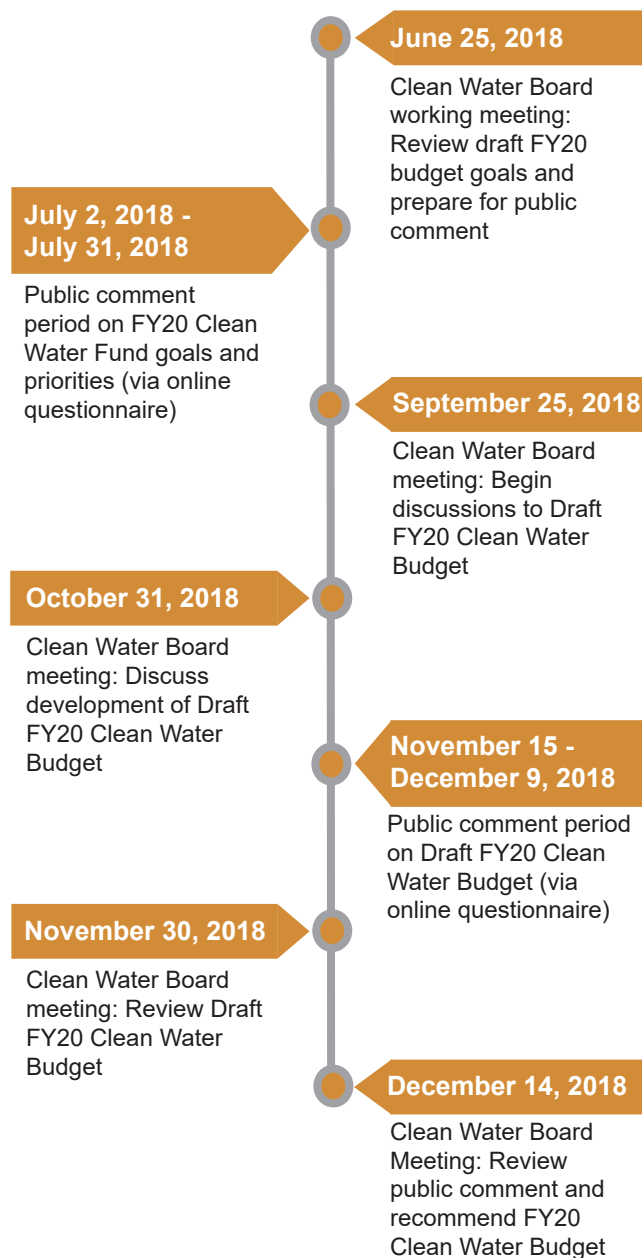 June 25, 2018
Clean Water Board
working meeting:
Review draft FY20
budget goals and
prepare for public
comment
July 2, 2018 -
July 31, 2018
Public comment
period on FY20 Clean
Water Fund goals and
priorities (via online
questionnaire)
September 25, 2018
Clean Water Board
meeting: Begin
discussions to Draft
FY20 Clean Water
Budget
October 31, 2018
Clean Water Board
meeting: Discuss
development of Draft
FY20 Clean Water
Budget
November 15 -
December 9, 2018
Public comment period
on Draft FY20 Clean
Water Budget (via
online questionnaire)
November 30, 2018
Clean Water Board
meeting: Review Draft
FY20 Clean Water
Budget
December 14, 2018
Clean Water Board
Meeting: Review
public comment and
recommend FY20
Clean Water Budget